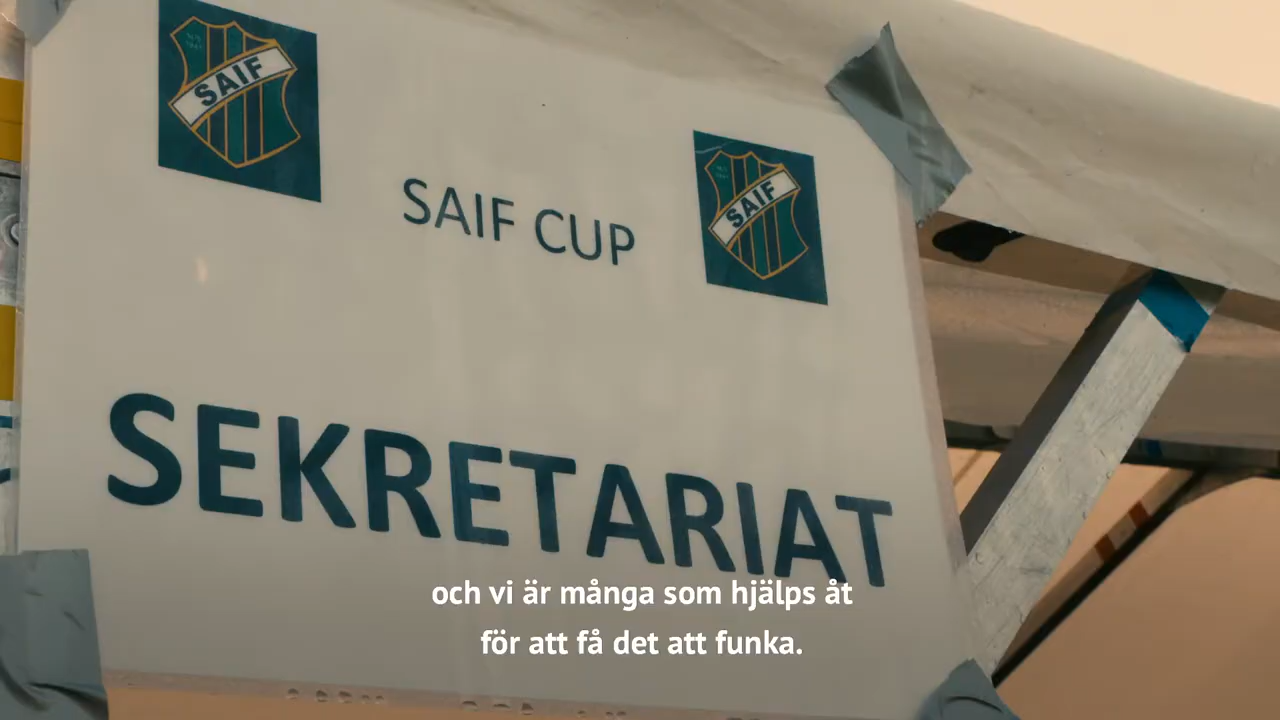 SAIF
SAIF CUP
SAIF
SEKRETARIAT
och vi är många som hjälps åt
för att få det att funka.